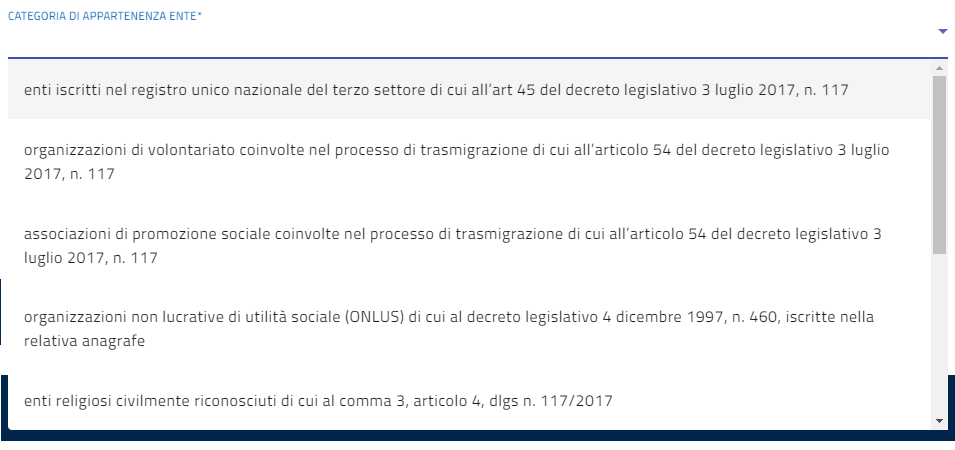 CATEGORIA DI APPARTENENZA ENTE*
enti iscritti nel registro unico nazionale del terzo settore di cui all’art 45 del decreto legislativo 3 luglio 2017, n. 117
organizzazioni di volontariato coinvolte nel processo di trasmigrazione di cui all’articolo 54 del decreto legislativo 3 luglio
2017, n. 117
associazioni di promozione sociale coinvolte nel processo di trasmigrazione di cui all’articolo 54 del decreto legislativo 3
luglio 2017, n. 117
organizzazioni non lucrative di utilità sociale (ONLUS) di cui al decreto legislativo 4 dicembre 1997, n. 460, iscritte nella
relativa anagrafe
enti religiosi civilmente riconosciuti di cui al comma 3, articolo 4, dlgs n. 117/2017